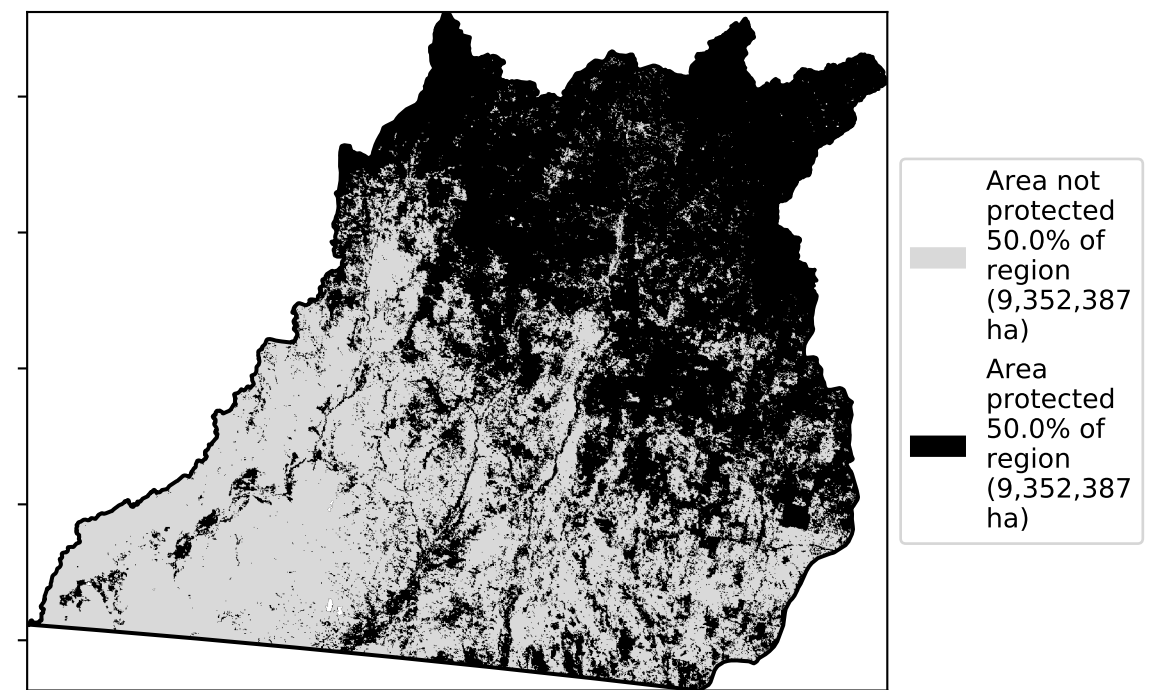 Area not
protected
50.0% of
region
(9,352,387
ha)
Area
protected
50.0% of
region
(9,352,387
ha)